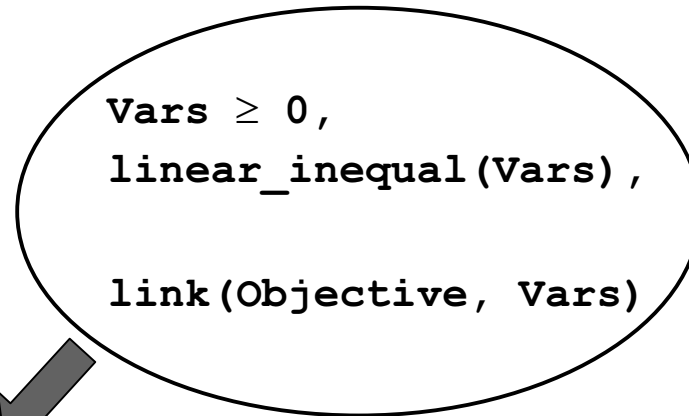 Vars ≥ 0,
linear_inequal(Vars),
link(Objective, Vars)